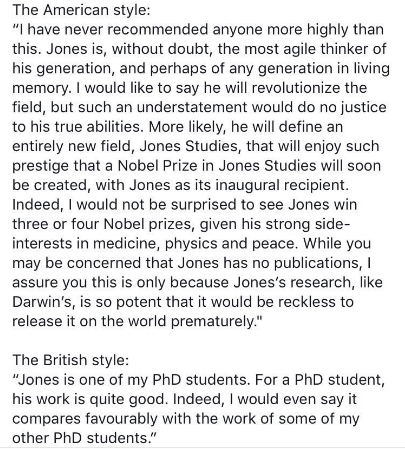 The American style:
"I have never recommended anyone more highly than
this. Jones is, without doubt, the most agile thinker of
his generation, and perhaps of any generation in living
memory. I would like to say he will revolutionize the
field, but such an understatement would do no justice
to his true abilities. More likely, he will define an
entirely new field, Jones Studies, that will enjoy such
prestige that a Nobel Prize in Jones Studies will soon
be created, with Jones as its inaugural recipient.
Indeed, I would not be surprised to see Jones win
three or four Nobel prizes, given his strong side-
interests in medicine, physics and peace. While you
may be concerned that Jones has no publications, I
assure you this is only because Jones's research, like
Darwin's, is so potent that it would be reckless to
release it on the world prematurely."
The British style:
"Jones is one of my PhD students. For a PhD student,
his work is quite good. Indeed, I would even say it
compares favourably with the work of some of my
other PhD students."